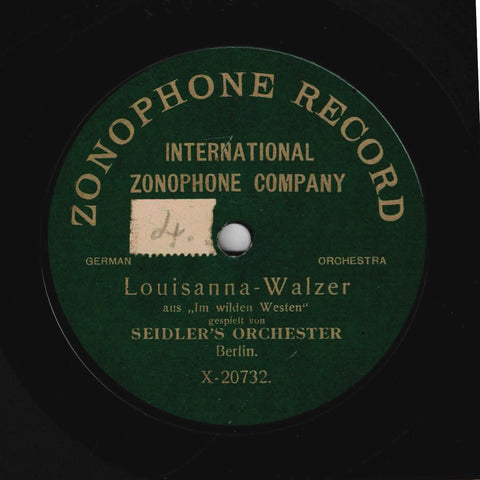 ZONOPHONE RECORD
INTERNATIONAL
ZONOPHONE COMPANY
4.
GERMAN ORCHESTRA
Louisanna-Walzer
aus „Im wilden Westen“
gespielt von
SEIDLER'S ORCHESTER
Berlin.
X-20732.